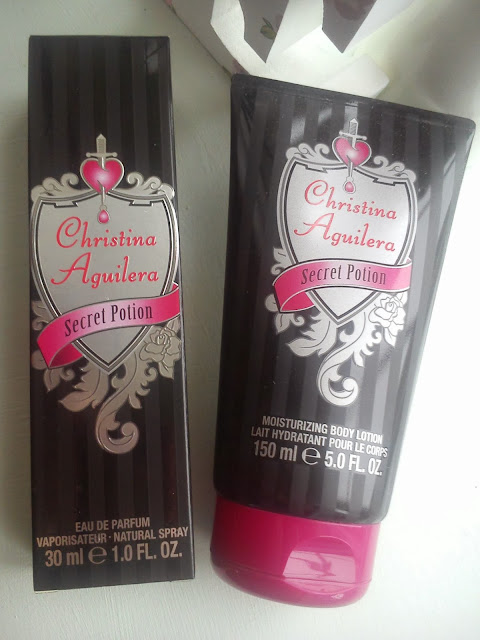 Christina
Aguilera
Secret Potion
EAU DE PARFUM
VAPORISATEUR · NATURAL SPRAY
30 ml e 1.0 FL. OZ.
Christina
Aguilera
Secret Potion
MOISTURIZING BODY LOTION
LAIT HYDRATANT POUR LE CORPS
150 ml e 5.0 FL. OZ.